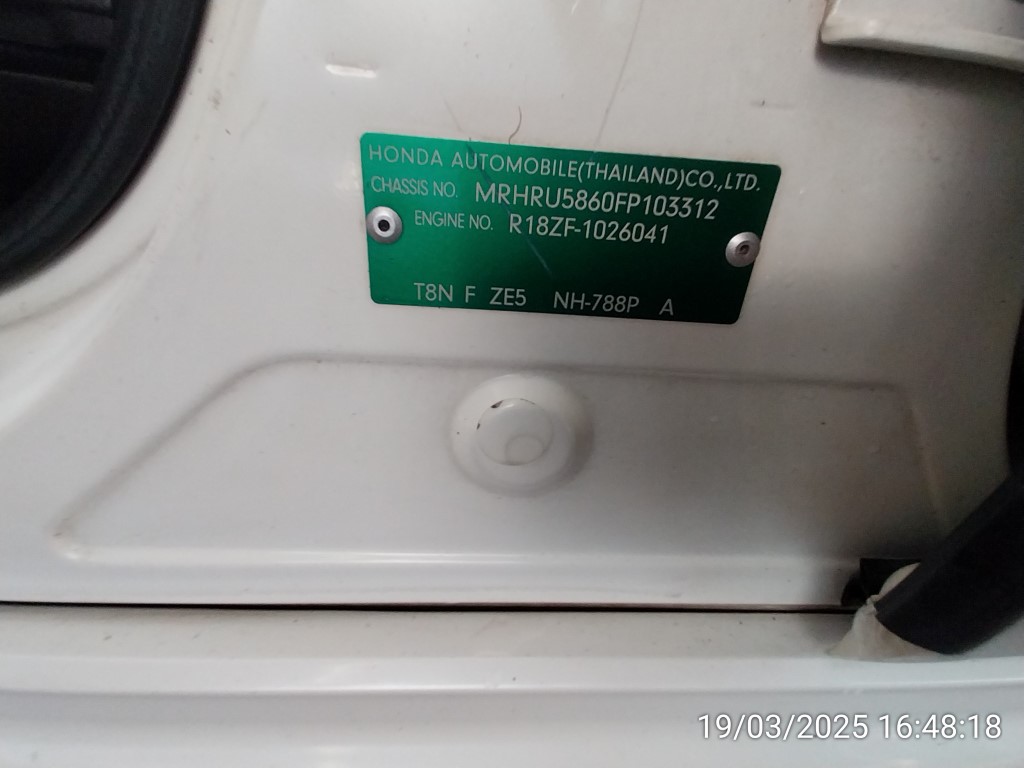 HONDA AUTOMOBILE(THAILAND)CO.,LTD.
CHASSIS NO. MRHRU5860FP103312
ENGINE NO. R18ZF-1026041
T8N F ZE5 NH-788P A
19/03/2025 16:48:18